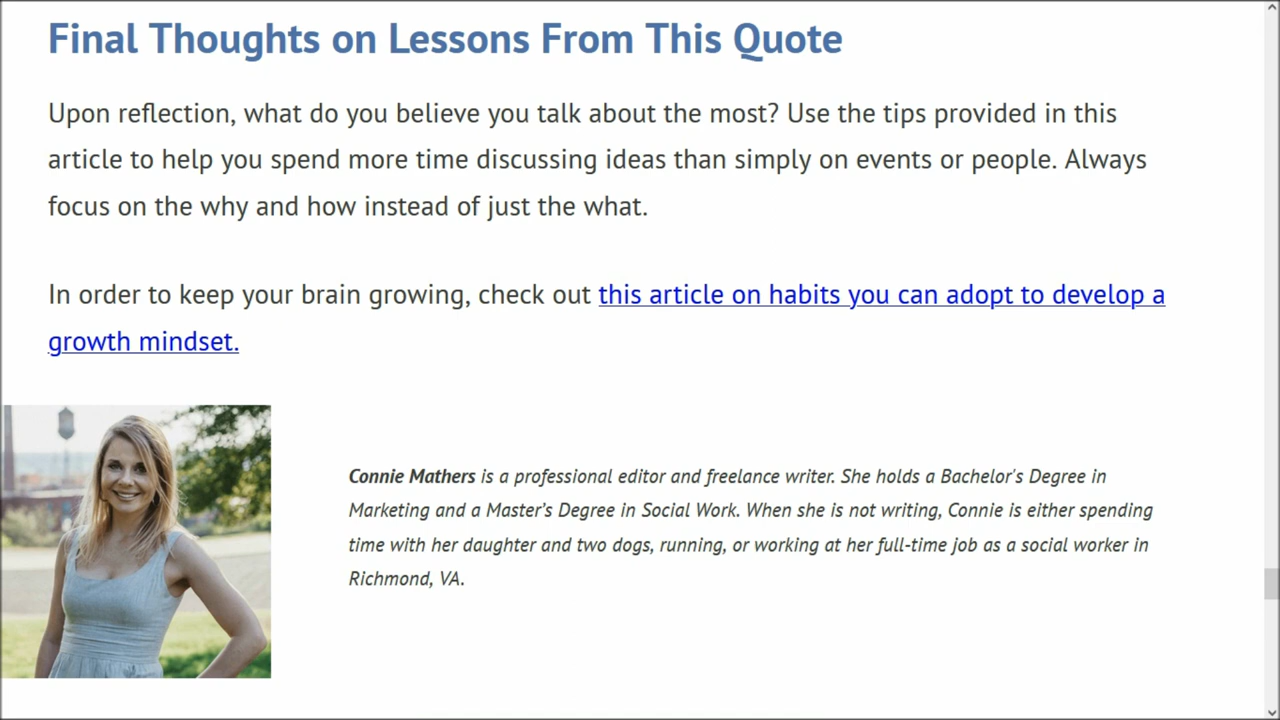 Final Thoughts on Lessons From This Quote
Upon reflection, what do you believe you talk about the most? Use the tips provided in this
article to help you spend more time discussing ideas than simply on events or people. Always
focus on the why and how instead of just the what.
In order to keep your brain growing, check out this article on habits you can adopt to develop a
growth mindset.
Connie Mathers is a professional editor and freelance writer. She holds a Bachelor's Degree in
Marketing and a Master’s Degree in Social Work. When she is not writing, Connie is either spending
time with her daughter and two dogs, running, or working at her full-time job as a social worker in
Richmond, VA.